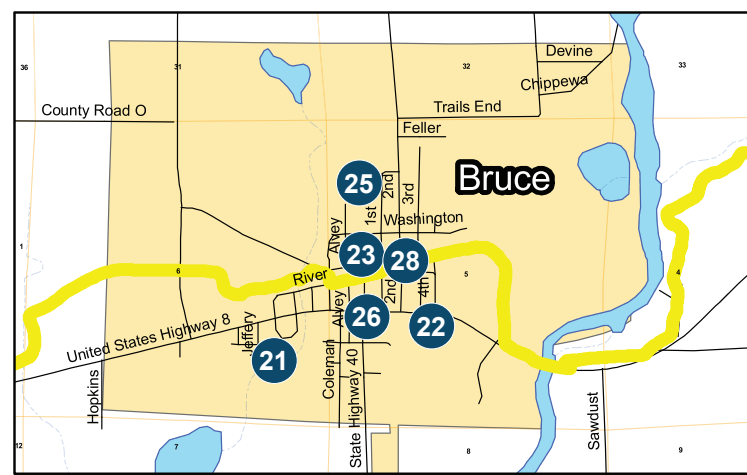 Devine
36
31
32
33
Chippewa
County Road O
Trails End
Feller
Bruce
25
2nd
3rd
1st
Washington
Alvey
1
23
28
6
River
5
4
2nd
4th
Alvey
26
22
United States Highway 8
Jeffery
21
Coleman
State Highway 40
Hopkins
Sawdust
12
7
8
9